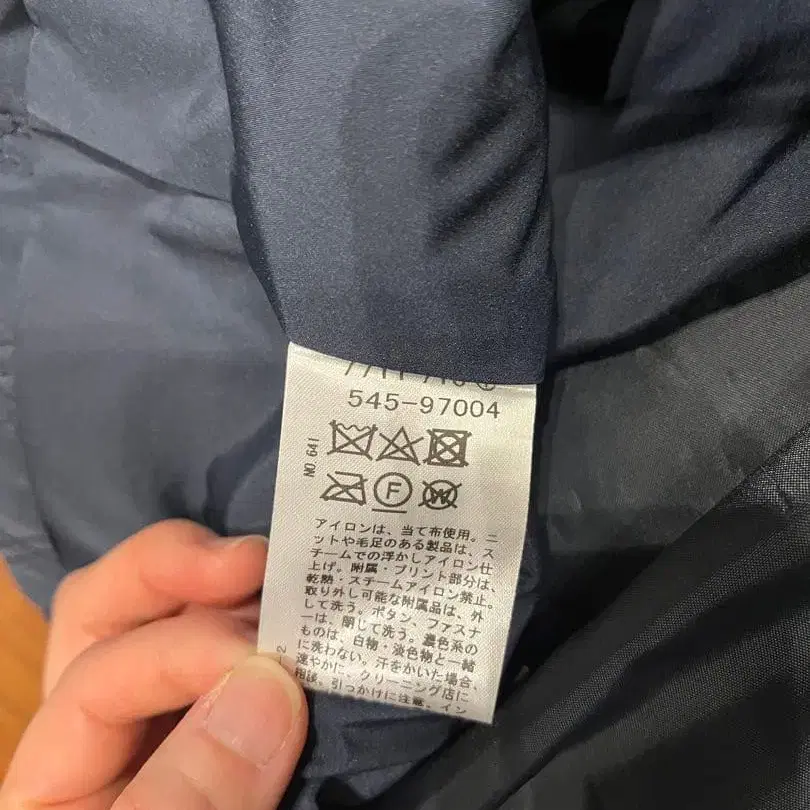 545-97004
NO.641
F
W
アイロンは、当て布使用。ニ
ットや毛足のある製品は、ス
チームでの浮かしアイロン仕
上げ。附属・プリント部分は、
乾熱・スチームアイロン禁止。
取り外し可能な附属品は、外
して洗う。ボタン、ファスナ
ーは、閉じて洗う。濃色系の
ものは、白物・淡色物と一緒
に洗わない。汗をかいた場合、
速やかに、クリーニング店に
相談。引っかけに注意。イン